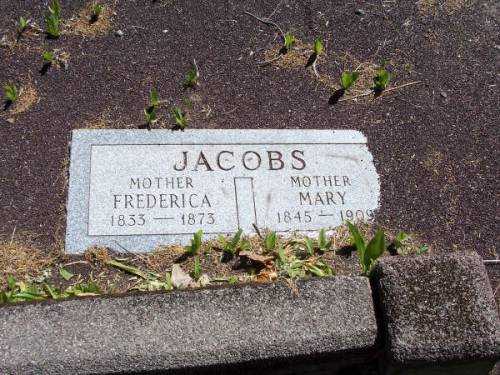 JACOBS
MOTHER
FREDERICA
1833 — 1873
MOTHER
MARY
1845 — 1909